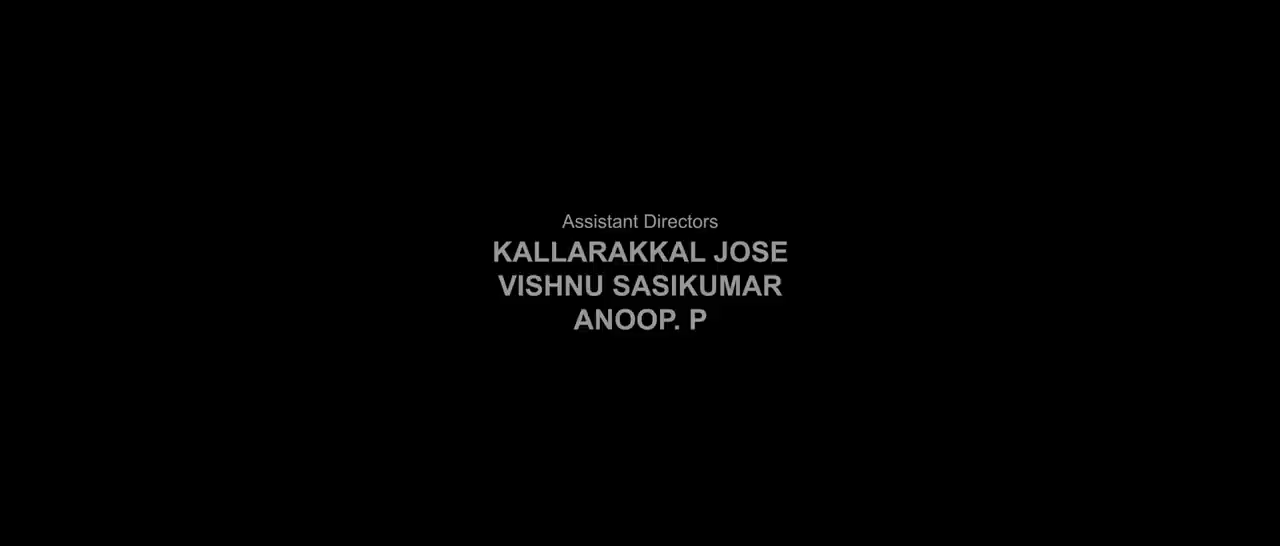 Assistant Directors
KALLARAKKAL JOSE
VISHNU SASIKUMAR
ANOOP. P